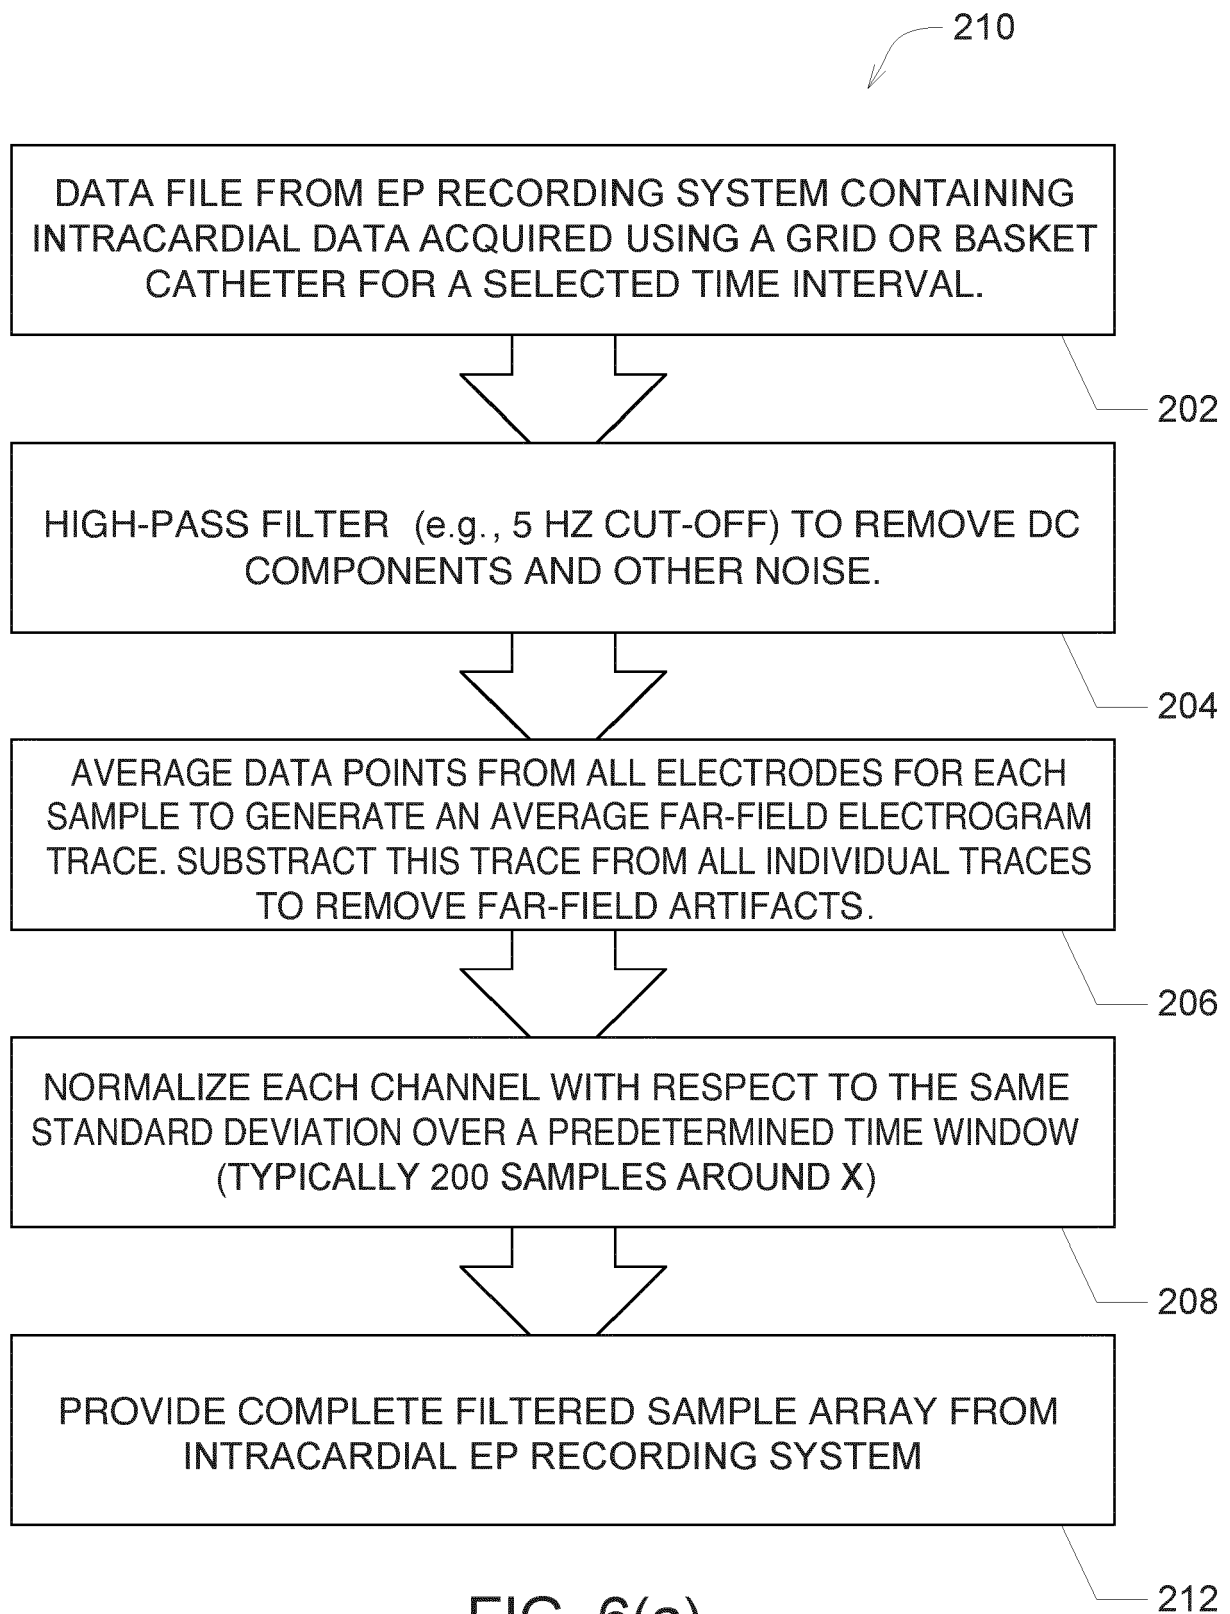 210
DATA FILE FROM EP RECORDING SYSTEM CONTAINING
INTRACARDIAL DATA ACQUIRED USING A GRID OR BASKET
CATHETER FOR A SELECTED TIME INTERVAL.
202
HIGH-PASS FILTER (e.g., 5 HZ CUT-OFF) TO REMOVE DC
COMPONENTS AND OTHER NOISE.
204
AVERAGE DATA POINTS FROM ALL ELECTRODES FOR EACH
SAMPLE TO GENERATE AN AVERAGE FAR-FIELD ELECTROGRAM
TRACE. SUBSTRACT THIS TRACE FROM ALL INDIVIDUAL TRACES
TO REMOVE FAR-FIELD ARTIFACTS.
206
NORMALIZE EACH CHANNEL WITH RESPECT TO THE SAME
STANDARD DEVIATION OVER A PREDETERMINED TIME WINDOW
(TYPICALLY 200 SAMPLES AROUND X)
208
PROVIDE COMPLETE FILTERED SAMPLE ARRAY FROM
INTRACARDIAL EP RECORDING SYSTEM
212
FIG. 6(a)